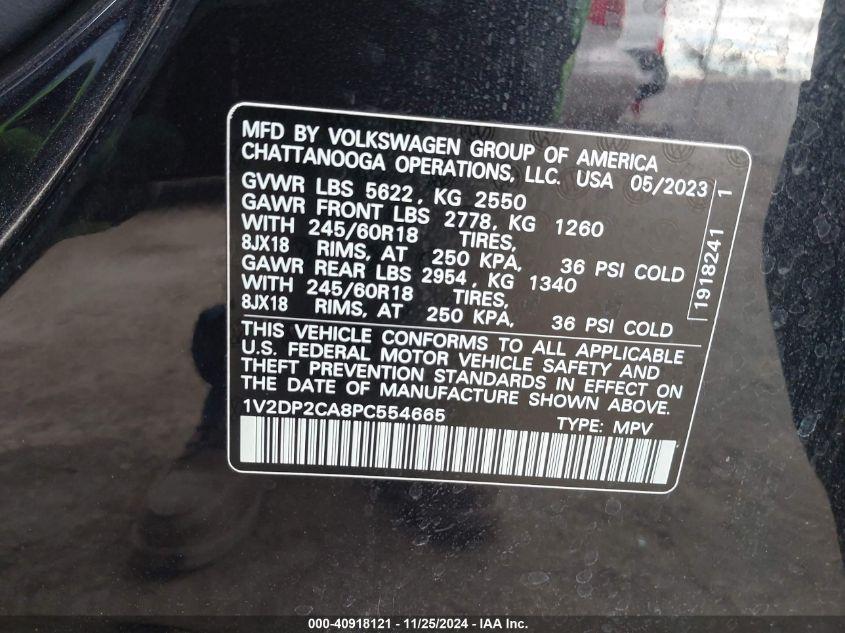 MFD BY VOLKSWAGEN GROUP OF AMERICA
CHATTANOOGA OPERATIONS, LLC. USA 05/2023
GVWR LBS 5622, KG 2550
GAWR FRONT LBS 2778, KG 1260
WITH 245/60R18 TIRES,
8JX18 RIMS, AT 250 KPA, 36 PSI COLD
GAWR REAR LBS 2954, KG 1340
WITH 245/60R18 TIRES,
8JX18 RIMS, AT 250 KPA, 36 PSI COLD
1918241 1
THIS VEHICLE CONFORMS TO ALL APPLICABLE
U.S. FEDERAL MOTOR VEHICLE SAFETY AND
THEFT PREVENTION STANDARDS IN EFFECT ON
THE DATE OF MANUFACTURE SHOWN ABOVE.
1V2DP2CA8PC554665 TYPE: MPV
000-40918121 - 11/25/2024 - IAA Inc.